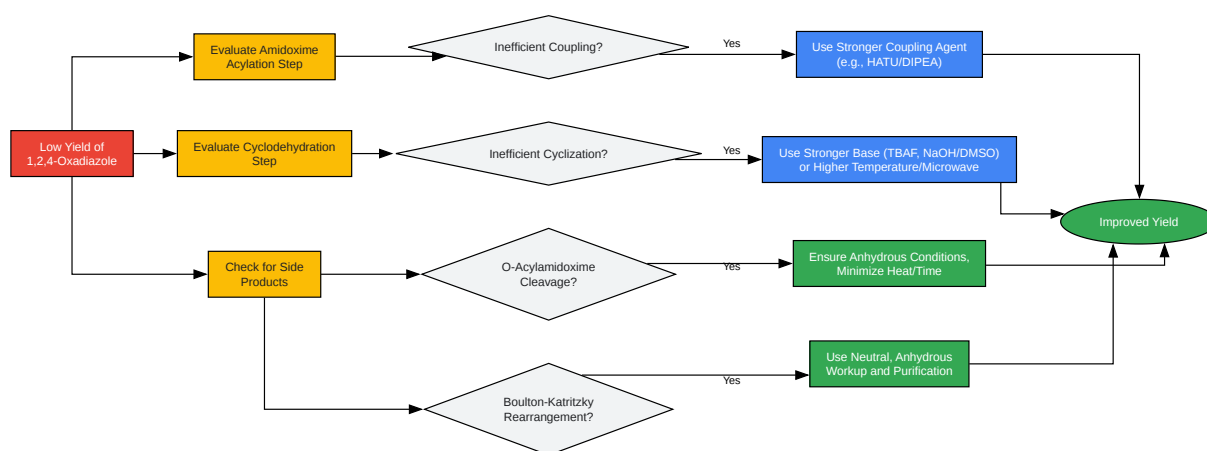 Evaluate Amidoxime
Acylation Step
Inefficient Coupling?
Yes
Use Stronger Coupling Agent
(e.g., HATU/DIPEA)
Low Yield of
1,2,4-Oxadiazole
Evaluate Cyclodehydration
Step
Inefficient Cyclization?
Yes
Use Stronger Base (TBAF, NaOH/DMSO)
or Higher Temperature/Microwave
Improved Yield
Check for Side
Products
O-Acylamidoxime
Cleavage?
Yes
Ensure Anhydrous Conditions,
Minimize Heat/Time
Boulton-Katritzky
Rearrangement?
Yes
Use Neutral, Anhydrous
Workup and Purification